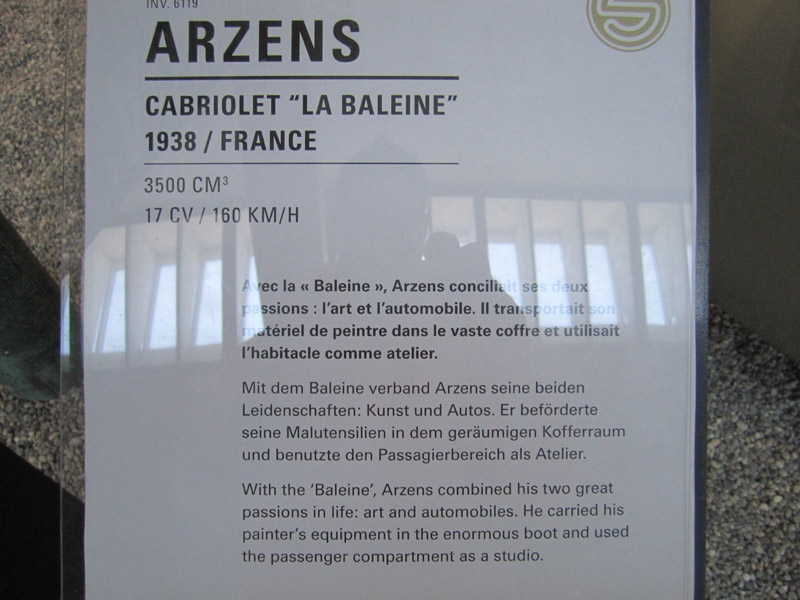 INV. 6119
ARZENS
CABRIOLET “LA BALEINE”
1938 / FRANCE
3500 CM³
17 CV / 160 KM/H
Avec la « Baleine », Arzens conciliait ses deux
passions : l’art et l’automobile. Il transportait son
matériel de peintre dans le vaste coffre et utilisait
l’habitacle comme atelier.
Mit dem Baleine verband Arzens seine beiden
Leidenschaften: Kunst und Autos. Er beförderte
seine Malutensilien in dem geräumigen Kofferraum
und benutzte den Passagierbereich als Atelier.
With the ‘Baleine’, Arzens combined his two great
passions in life: art and automobiles. He carried his
painter’s equipment in the enormous boot and used
the passenger compartment as a studio.